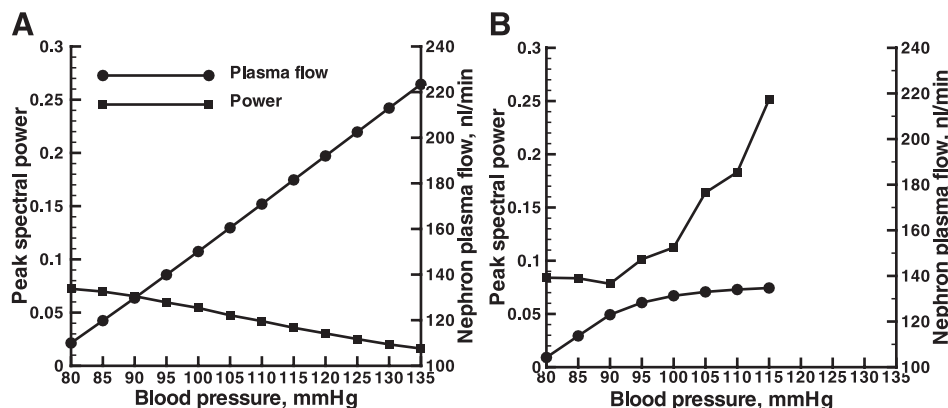 A
Peak spectral power
0.3
0.25
0.2
0.15
0.1
0.05
0
Plasma flow
Power
240
220
200
180
160
140
120
100
Nephron plasma flow, nl/min
80 85 90 95 100 105 110 115 120 125 130 135
Blood pressure, mmHg
B
Peak spectral power
0.3
0.25
0.2
0.15
0.1
0.05
0
240
220
200
180
160
140
120
100
Nephron plasma flow, nl/min
80 85 90 95 100 105 110 115 120 125 130 135
Blood pressure, mmHg